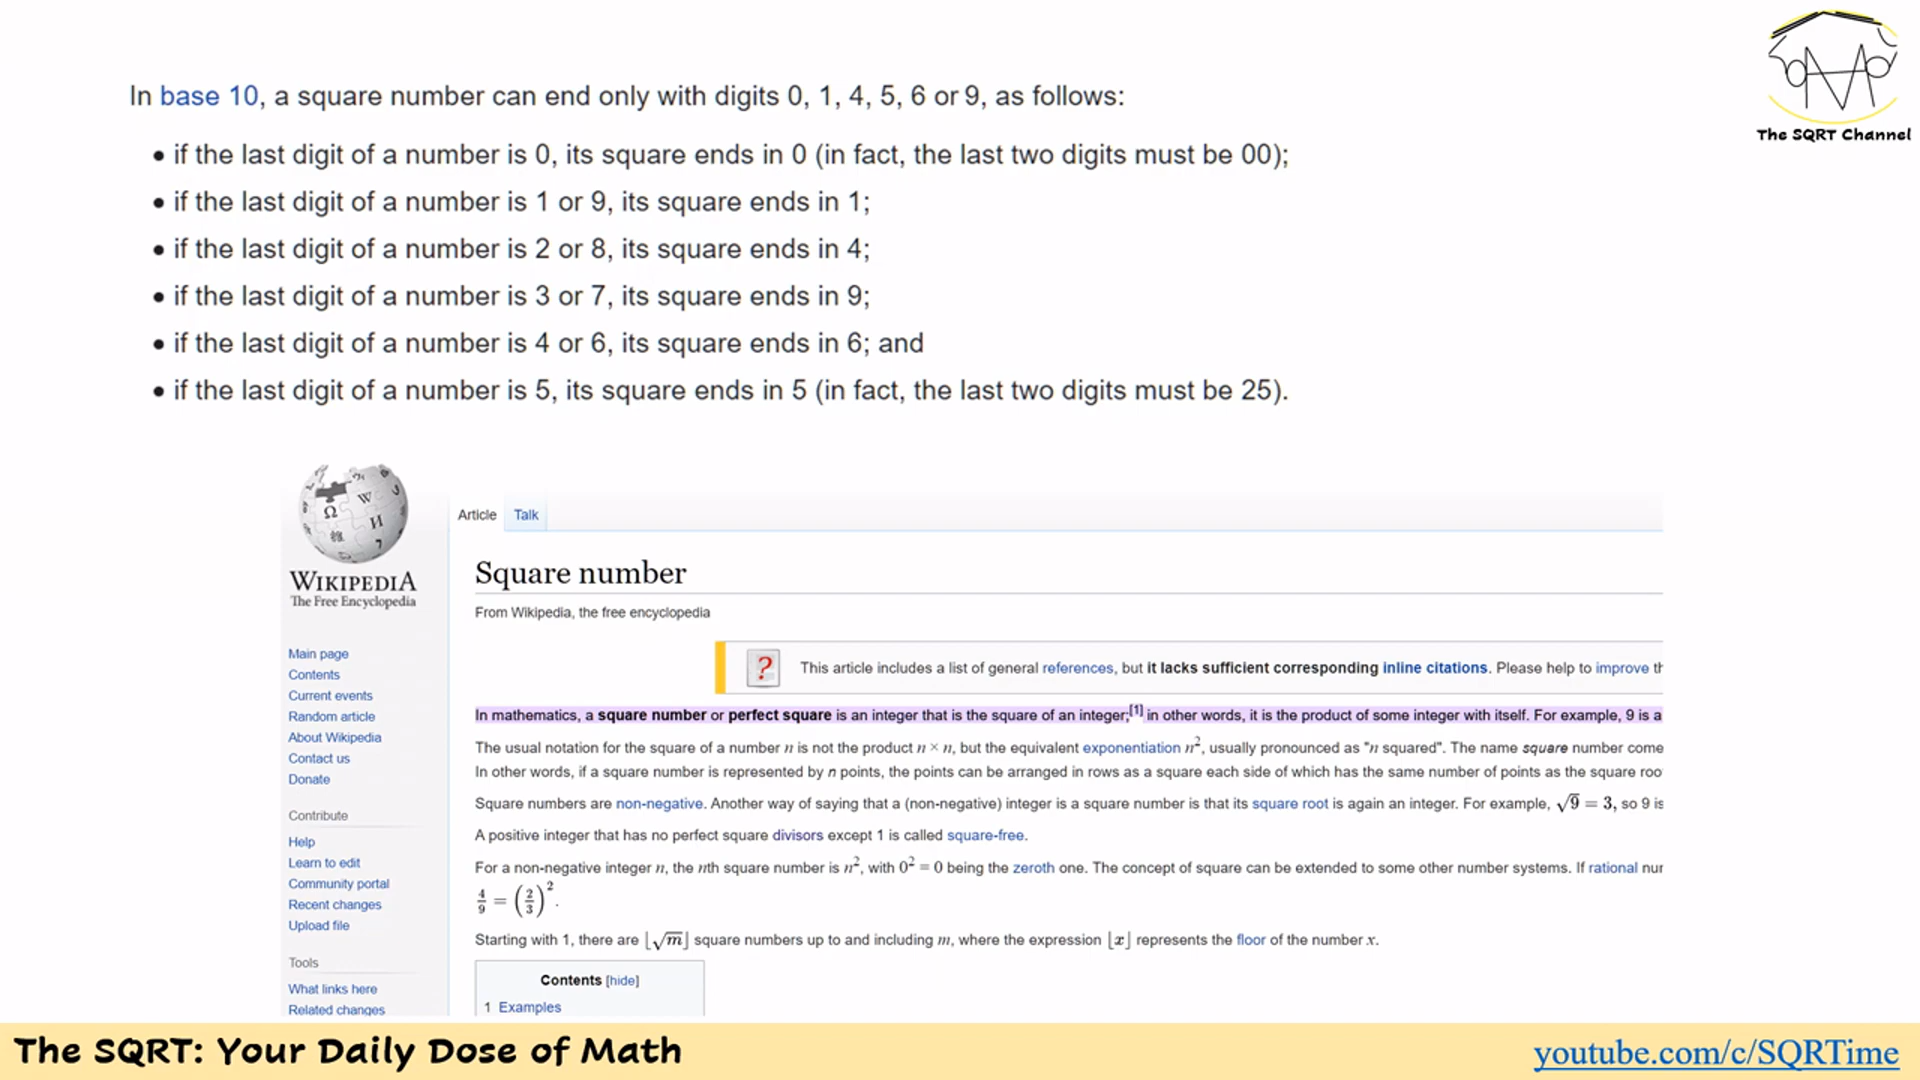 In base 10, a square number can end only with digits 0, 1, 4, 5, 6 or 9, as follows:
• if the last digit of a number is 0, its square ends in 0 (in fact, the last two digits must be 00);
• if the last digit of a number is 1 or 9, its square ends in 1;
• if the last digit of a number is 2 or 8, its square ends in 4;
• if the last digit of a number is 3 or 7, its square ends in 9;
• if the last digit of a number is 4 or 6, its square ends in 6; and
• if the last digit of a number is 5, its square ends in 5 (in fact, the last two digits must be 25).
The SQRT Channel
WIKIPEDIA
The Free Encyclopedia
Main page
Contents
Current events
Random article
About Wikipedia
Contact us
Donate
Contribute
Help
Learn to edit
Community portal
Recent changes
Upload file
Tools
What links here
Related changes
Article Talk
Square number
From Wikipedia, the free encyclopedia
? This article includes a list of general references, but it lacks sufficient corresponding inline citations. Please help to improve
In mathematics, a square number or perfect square is an integer that is the square of an integer;[1] in other words, it is the product of some integer with itself. For example, 9 is a
The usual notation for the square of a number n is not the product n × n, but the equivalent exponentiation n², usually pronounced as "n squared". The name square number come
In other words, if a square number is represented by n points, the points can be arranged in rows as a square each side of which has the same number of points as the square roo
Square numbers are non-negative. Another way of saying that a (non-negative) integer is a square number is that its square root is again an integer. For example, √9 = 3, so 9 is
A positive integer that has no perfect square divisors except 1 is called square-free.
For a non-negative integer n, the nth square number is n², with 0² = 0 being the zeroth one. The concept of square can be extended to some other number systems. If rational
4/9 = (2/3)².
Starting with 1, there are ⌊√m⌋ square numbers up to and including m, where the expression ⌊x⌋ represents the floor of the number x.
Contents [hide]
1 Examples
The SQRT: Your Daily Dose of Math
youtube.com/c/SQRTime